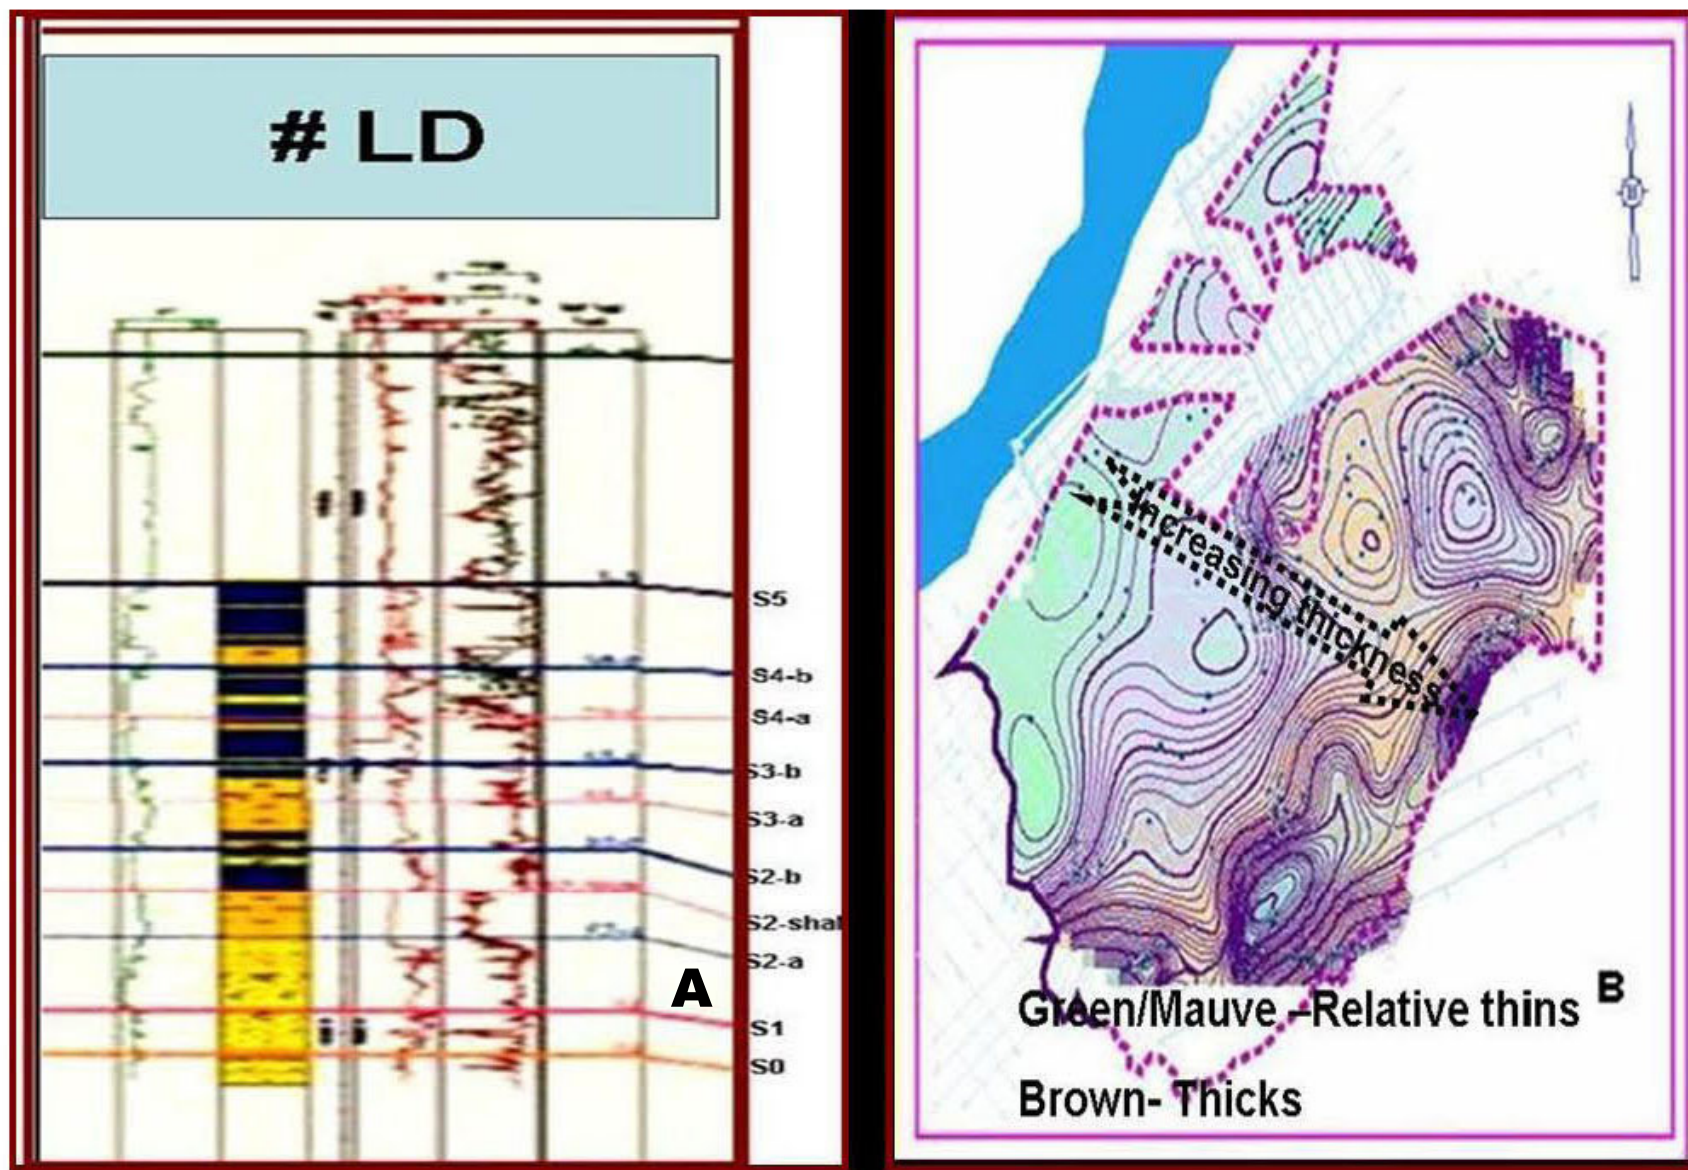 # LD
S5
S4-b
S4-a
S3-b
S3-a
S2-b
S2-shal
S2-a
A
S1
S0
Increasing thickness
B
Green/Mauve –Relative thins
Brown- Thicks